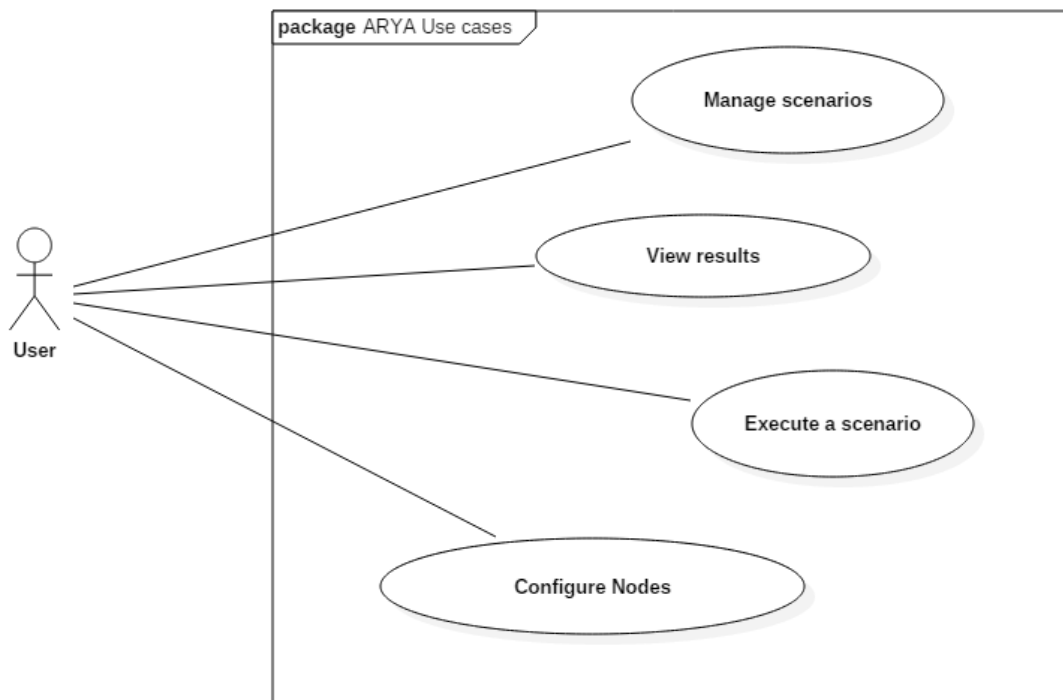 package ARYA Use cases
Manage scenarios
View results
User
Execute a scenario
Configure Nodes